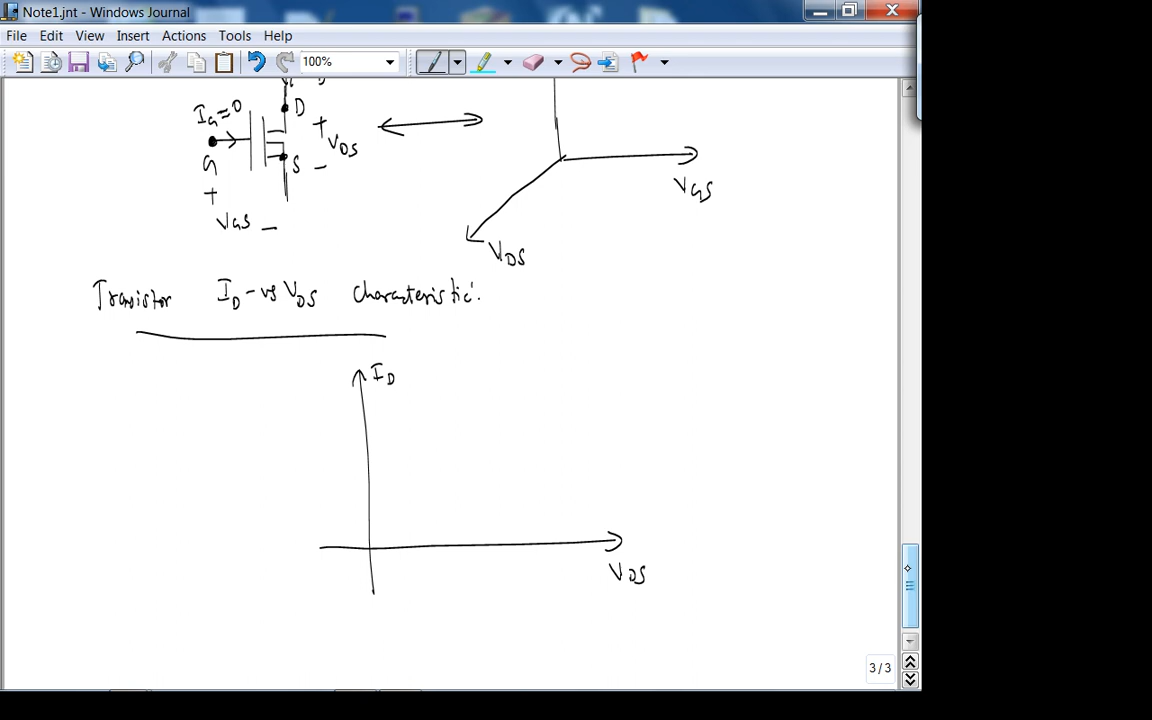 Note1.jnt - Windows Journal
File Edit View Insert Actions Tools Help
100%
IG=0
D
+
VDS
G
S
-
+
VGS -
VGS
VDS
Transistor ID-vs VDS characteristic.
ID
VDS
3/3